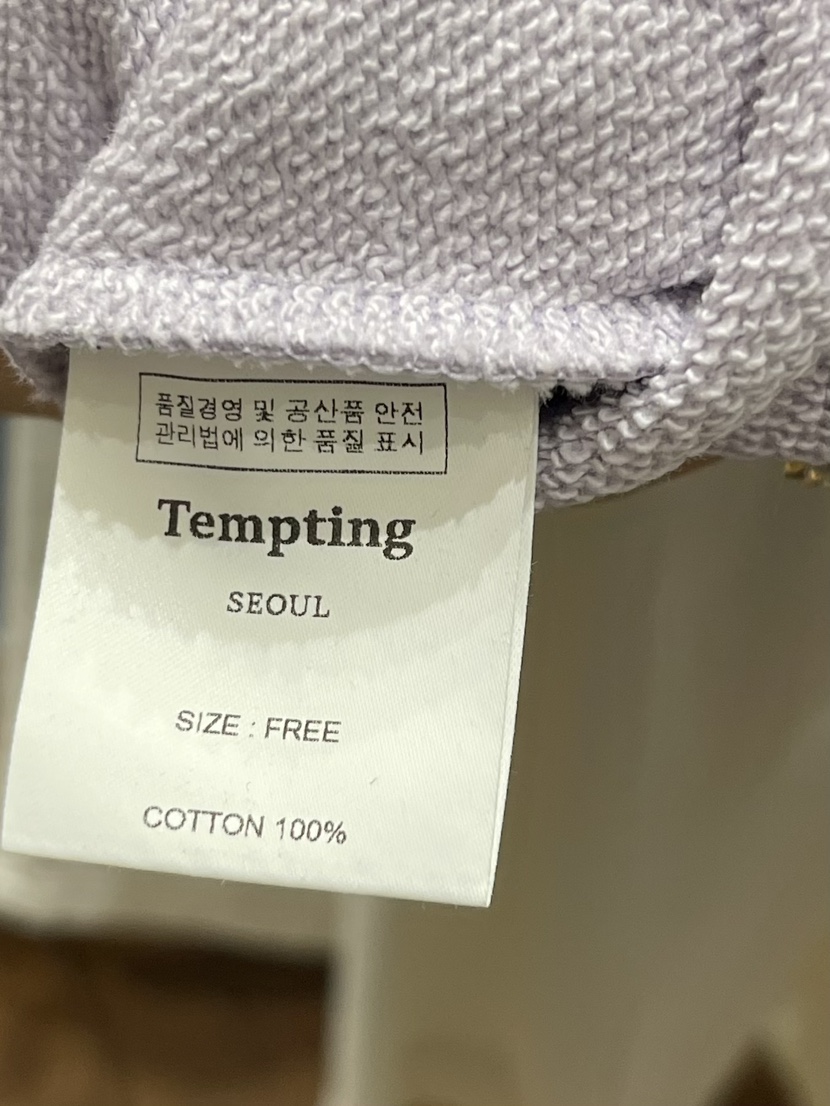 품질경영 및 공산품 안전
관리법에 의한 품질 표시
Tempting
SEOUL
SIZE : FREE
COTTON 100%